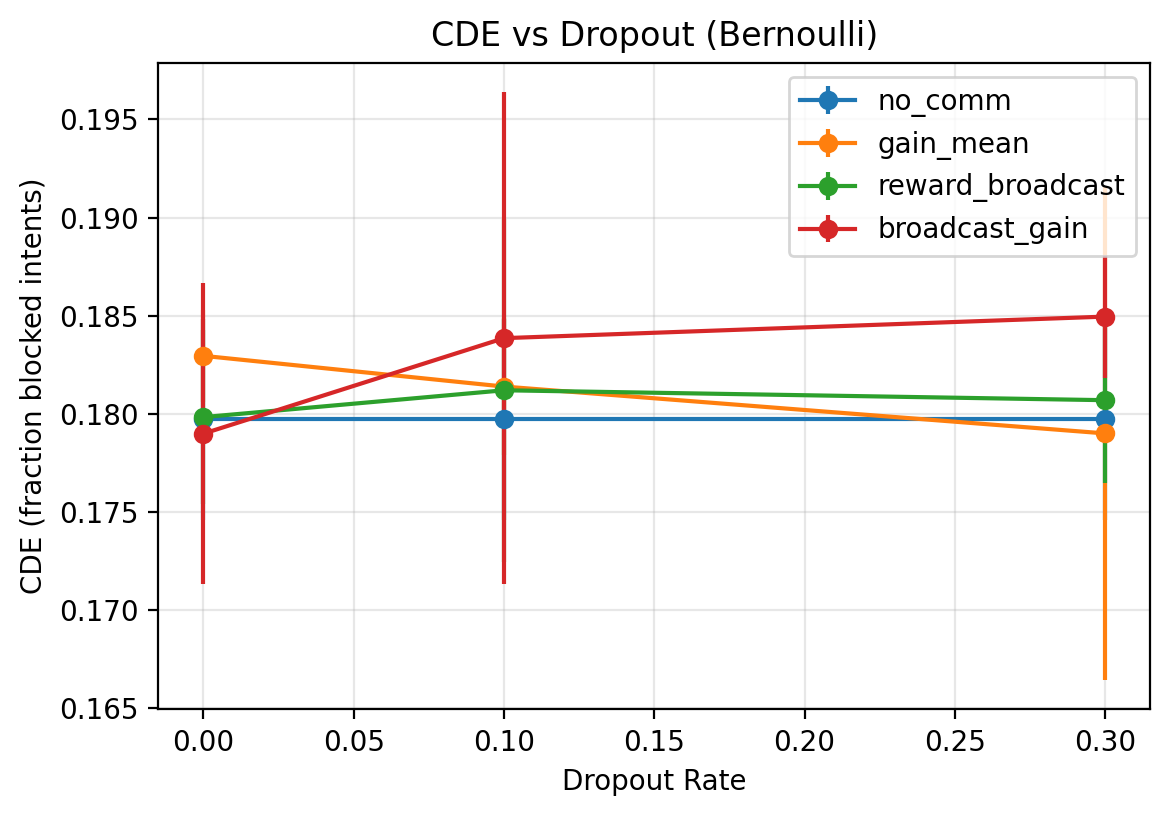 CDE vs Dropout (Bernoulli)
no_comm
gain_mean
reward_broadcast
broadcast_gain
CDE (fraction blocked intents)
0.195
0.190
0.185
0.180
0.175
0.170
0.165
0.00 0.05 0.10 0.15 0.20 0.25 0.30
Dropout Rate